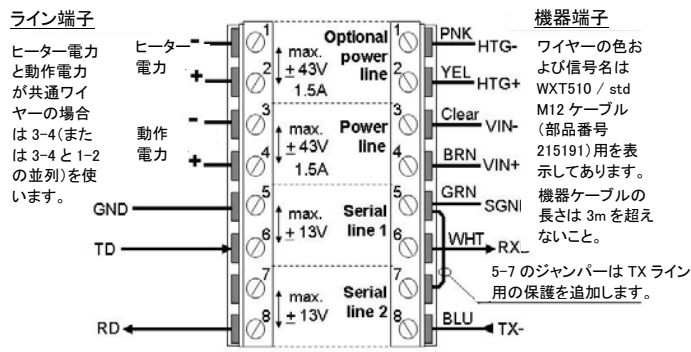 ライン端子
ヒーター電力
と動作電力
が共通ワイ
ヤーの場合
は 3-4(また
は 3-4 と 1-2
の並列)を使
います。
ヒーター
電力
-
+
動作
電力
-
+
GND
TD
RD
1
2
3
4
5
6
7
8
max.
± 43V
1.5A
Optional
power
line
max.
± 43V
1.5A
Power
line
max.
± 13V
Serial
line 1
max.
± 13V
Serial
line 2
1
2
3
4
5
6
7
8
PNK HTG-
YEL HTG+
Clear VIN-
BRN VIN+
GRN SGN
WHT RX
BLU TX-
機器端子
ワイヤーの色お
よび信号名は
WXT510 / std
M12 ケーブル
(部品番号
215191)用を表
示してあります。
機器ケーブルの
長さは 3m を超え
ないこと。
5-7 のジャンパーは TX ライン
用の保護を追加します。